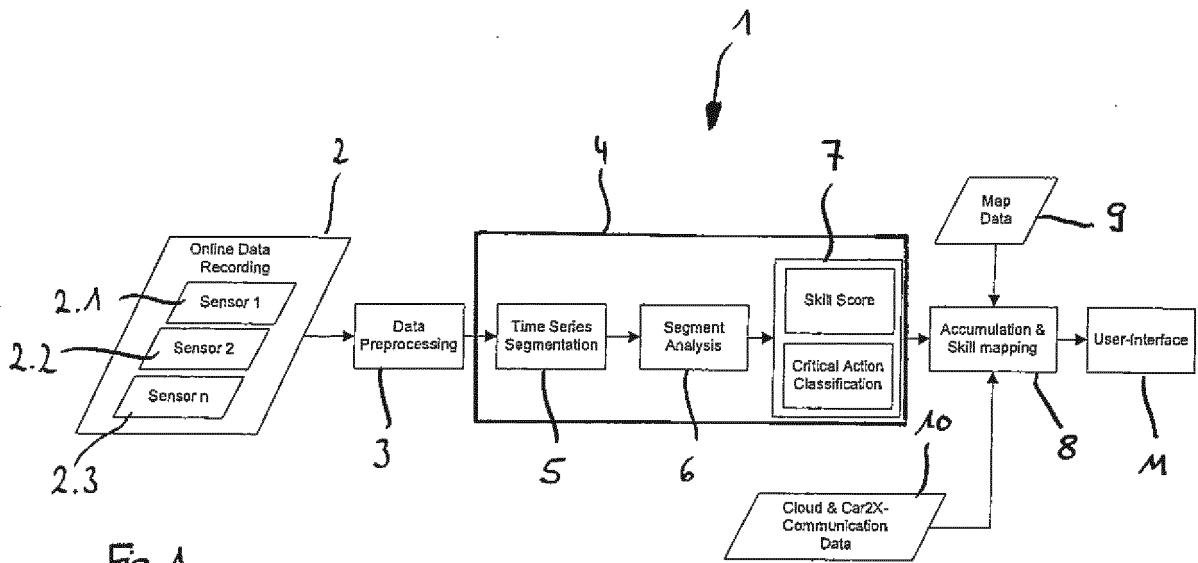 1
2
4
7
Map
Data
9
Online Data
Recording
2.1
Sensor 1
Skill Score
2.2
Sensor 2
Data
Preprocessing
Time Series
Segmentation
Segment
Analysis
Accumulation &
Skill mapping
User-Interface
Sensor n
Critical Action
Classification
2.3
3
5
6
10
8
11
Cloud & Car2X-
Communication
Data
Fig. 1